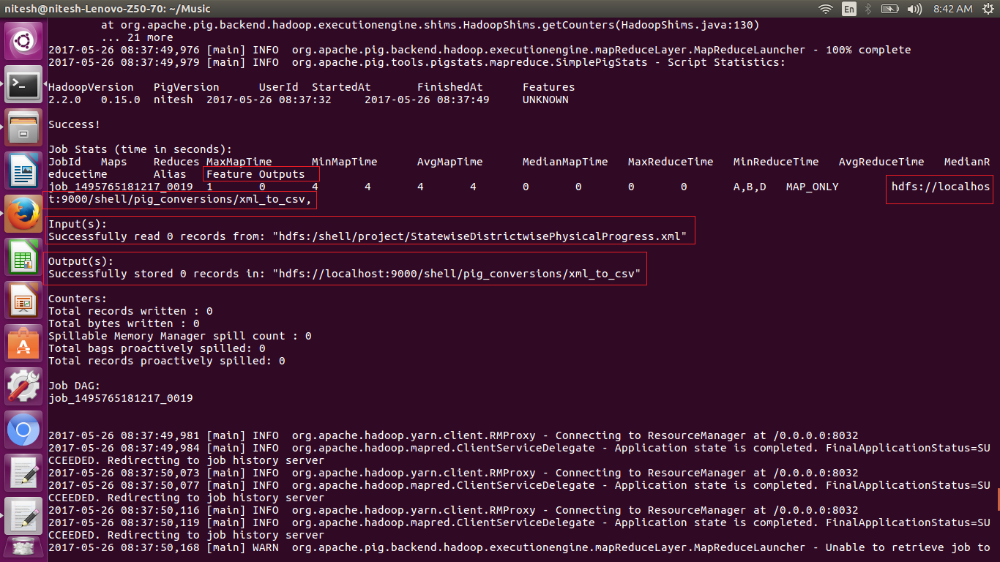 nitesh@nitesh-Lenovo-Z50-70: ~/Music
En
8:42 AM
at org.apache.pig.backend.hadoop.executionengine.shims.HadoopShims.getCounters(HadoopShims.java:130)
... 21 more
2017-05-26 08:37:49,976 [main] INFO  org.apache.pig.backend.hadoop.executionengine.mapReduceLayer.MapReduceLauncher - 100% complete
2017-05-26 08:37:49,979 [main] INFO  org.apache.pig.tools.pigstats.mapreduce.SimplePigStats - Script Statistics:
HadoopVersion   PigVersion      UserId  StartedAt       FinishedAt      Features
2.2.0   0.15.0  nitesh  2017-05-26 08:37:32     2017-05-26 08:37:49     UNKNOWN
Success!
Job Stats (time in seconds):
JobId   Maps    Reduces MaxMapTime      MinMapTime      AvgMapTime      MedianMapTime   MaxReduceTime   MinReduceTime   AvgReduceTime   MedianR
educetime       Alias   Feature Outputs
job_1495765181217_0019  1       0       4       4       4       4       0       0       0       0       A,B,D   MAP_ONLY        hdfs://localhos
t:9000/shell/pig_conversions/xml_to_csv,
Input(s):
Successfully read 0 records from: "hdfs:/shell/project/StatewiseDistrictwisePhysicalProgress.xml"
Output(s):
Successfully stored 0 records in: "hdfs://localhost:9000/shell/pig_conversions/xml_to_csv"
Counters:
Total records written : 0
Total bytes written : 0
Spillable Memory Manager spill count : 0
Total bags proactively spilled: 0
Total records proactively spilled: 0
Job DAG:
job_1495765181217_0019
2017-05-26 08:37:49,981 [main] INFO  org.apache.hadoop.yarn.client.RMProxy - Connecting to ResourceManager at /0.0.0.0:8032
2017-05-26 08:37:49,984 [main] INFO  org.apache.hadoop.mapred.ClientServiceDelegate - Application state is completed. FinalApplicationStatus=SU
CCEEDED. Redirecting to job history server
2017-05-26 08:37:50,073 [main] INFO  org.apache.hadoop.yarn.client.RMProxy - Connecting to ResourceManager at /0.0.0.0:8032
2017-05-26 08:37:50,077 [main] INFO  org.apache.hadoop.mapred.ClientServiceDelegate - Application state is completed. FinalApplicationStatus=SU
CCEEDED. Redirecting to job history server
2017-05-26 08:37:50,116 [main] INFO  org.apache.hadoop.yarn.client.RMProxy - Connecting to ResourceManager at /0.0.0.0:8032
2017-05-26 08:37:50,119 [main] INFO  org.apache.hadoop.mapred.ClientServiceDelegate - Application state is completed. FinalApplicationStatus=SU
CCEEDED. Redirecting to job history server
2017-05-26 08:37:50,168 [main] WARN  org.apache.pig.backend.hadoop.executionengine.mapReduceLayer.MapReduceLauncher - Unable to retrieve job to